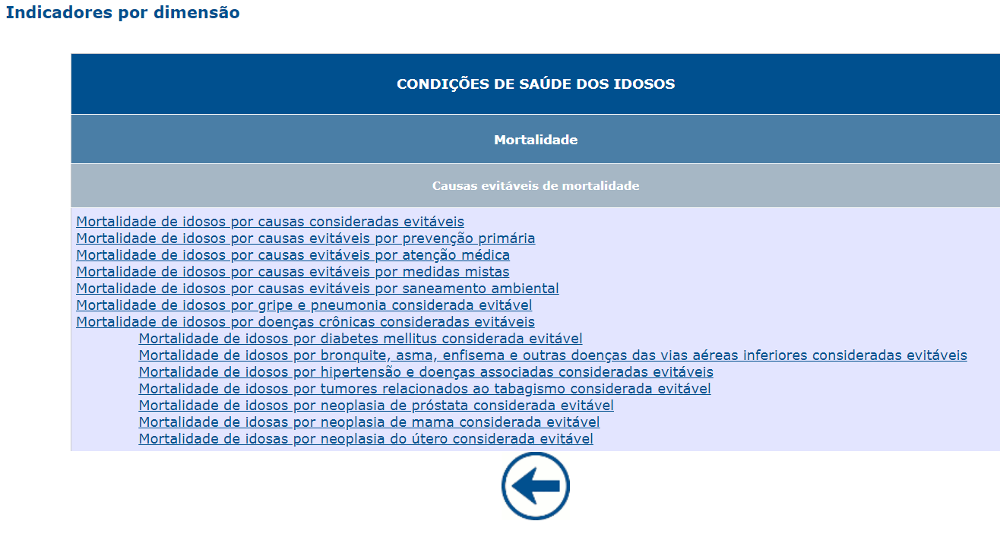 Indicadores por dimensão
CONDIÇÕES DE SAÚDE DOS IDOSOS
Mortalidade
Causas evitáveis de mortalidade
Mortalidade de idosos por causas consideradas evitáveis
Mortalidade de idosos por causas evitáveis por prevenção primária
Mortalidade de idosos por causas evitáveis por atenção médica
Mortalidade de idosos por causas evitáveis por medidas mistas
Mortalidade de idosos por causas evitáveis por saneamento ambiental
Mortalidade de idosos por gripe e pneumonia considerada evitável
Mortalidade de idosos por doenças crônicas consideradas evitáveis
Mortalidade de idosos por diabetes mellitus considerada evitável
Mortalidade de idosos por bronquite, asma, enfisema e outras doenças das vias aéreas inferiores consideradas evitáveis
Mortalidade de idosos por hipertensão e doenças associadas consideradas evitáveis
Mortalidade de idosos por tumores relacionados ao tabagismo considerada evitável
Mortalidade de idosos por neoplasia de próstata considerada evitável
Mortalidade de idosas por neoplasia de mama considerada evitável
Mortalidade de idosas por neoplasia do útero considerada evitável